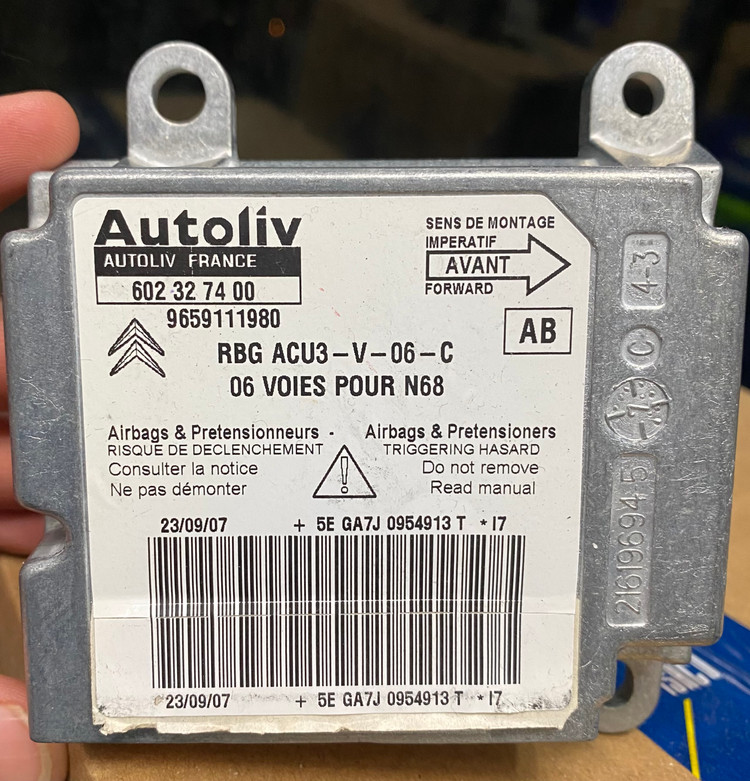 Autoliv
AUTOLIV FRANCE
602 32 74 00
9659111980
SENS DE MONTAGE
IMPERATIF
AVANT
FORWARD
AB
RBG ACU3-V-06-C
06 VOIES POUR N68
Airbags & Pretensionneurs -
RISQUE DE DECLENCHEMENT
Consulter la notice
Ne pas démonter
Airbags & Pretensioners
TRIGGERING HASARD
Do not remove
Read manual
!
23/09/07 + 5E GA7J 0954913 T *I7
23/09/07 + 5E GA7J 0954913 T *I7
4-3
C
7
21619694 5